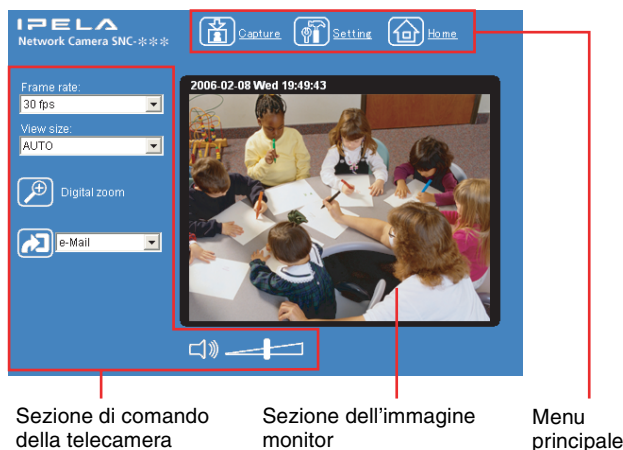 IPELA
Network Camera SNC-✽✽✽
Capture
Setting
Home
Frame rate:
30 fps
View size:
AUTO
Digital zoom
e-Mail
2006-02-08 Wed 19:49:43
Sezione di comando
della telecamera
Sezione dell'immagine
monitor
Menu
principale